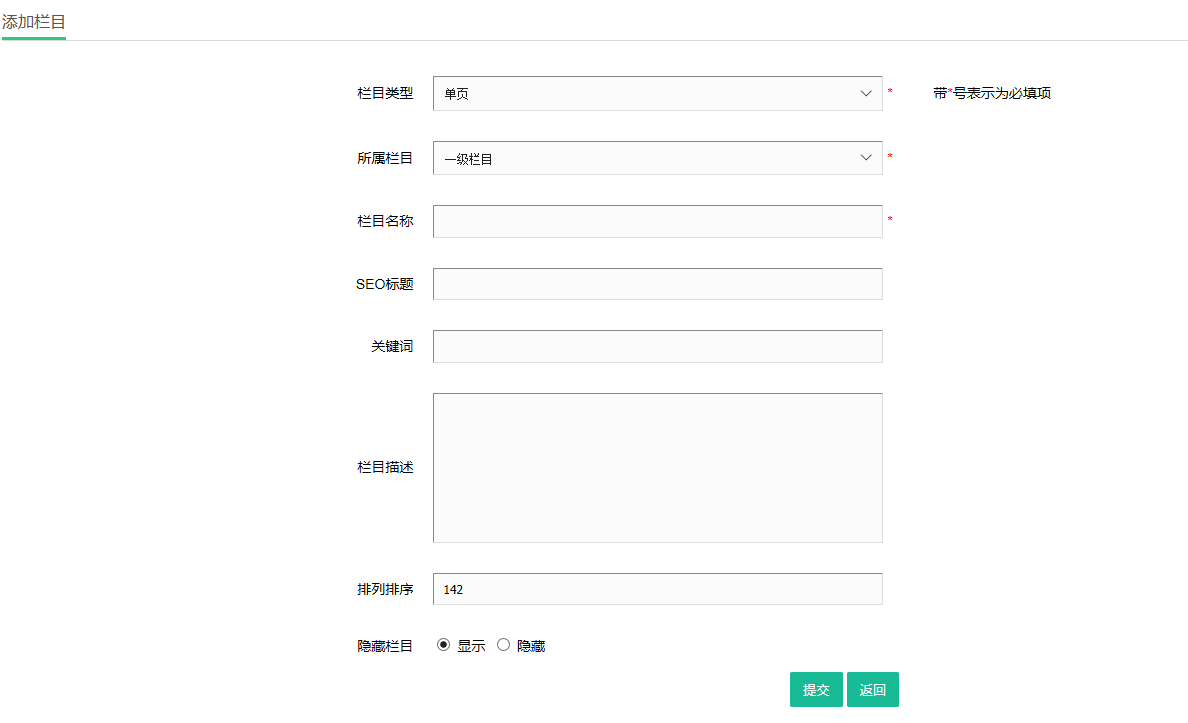 添加栏目
栏目类型 单页 * 带*号表示为必填项
所属栏目 一级栏目 *
栏目名称 *
SEO标题
关键词
栏目描述
排列排序 142
隐藏栏目 显示 隐藏
提交 返回